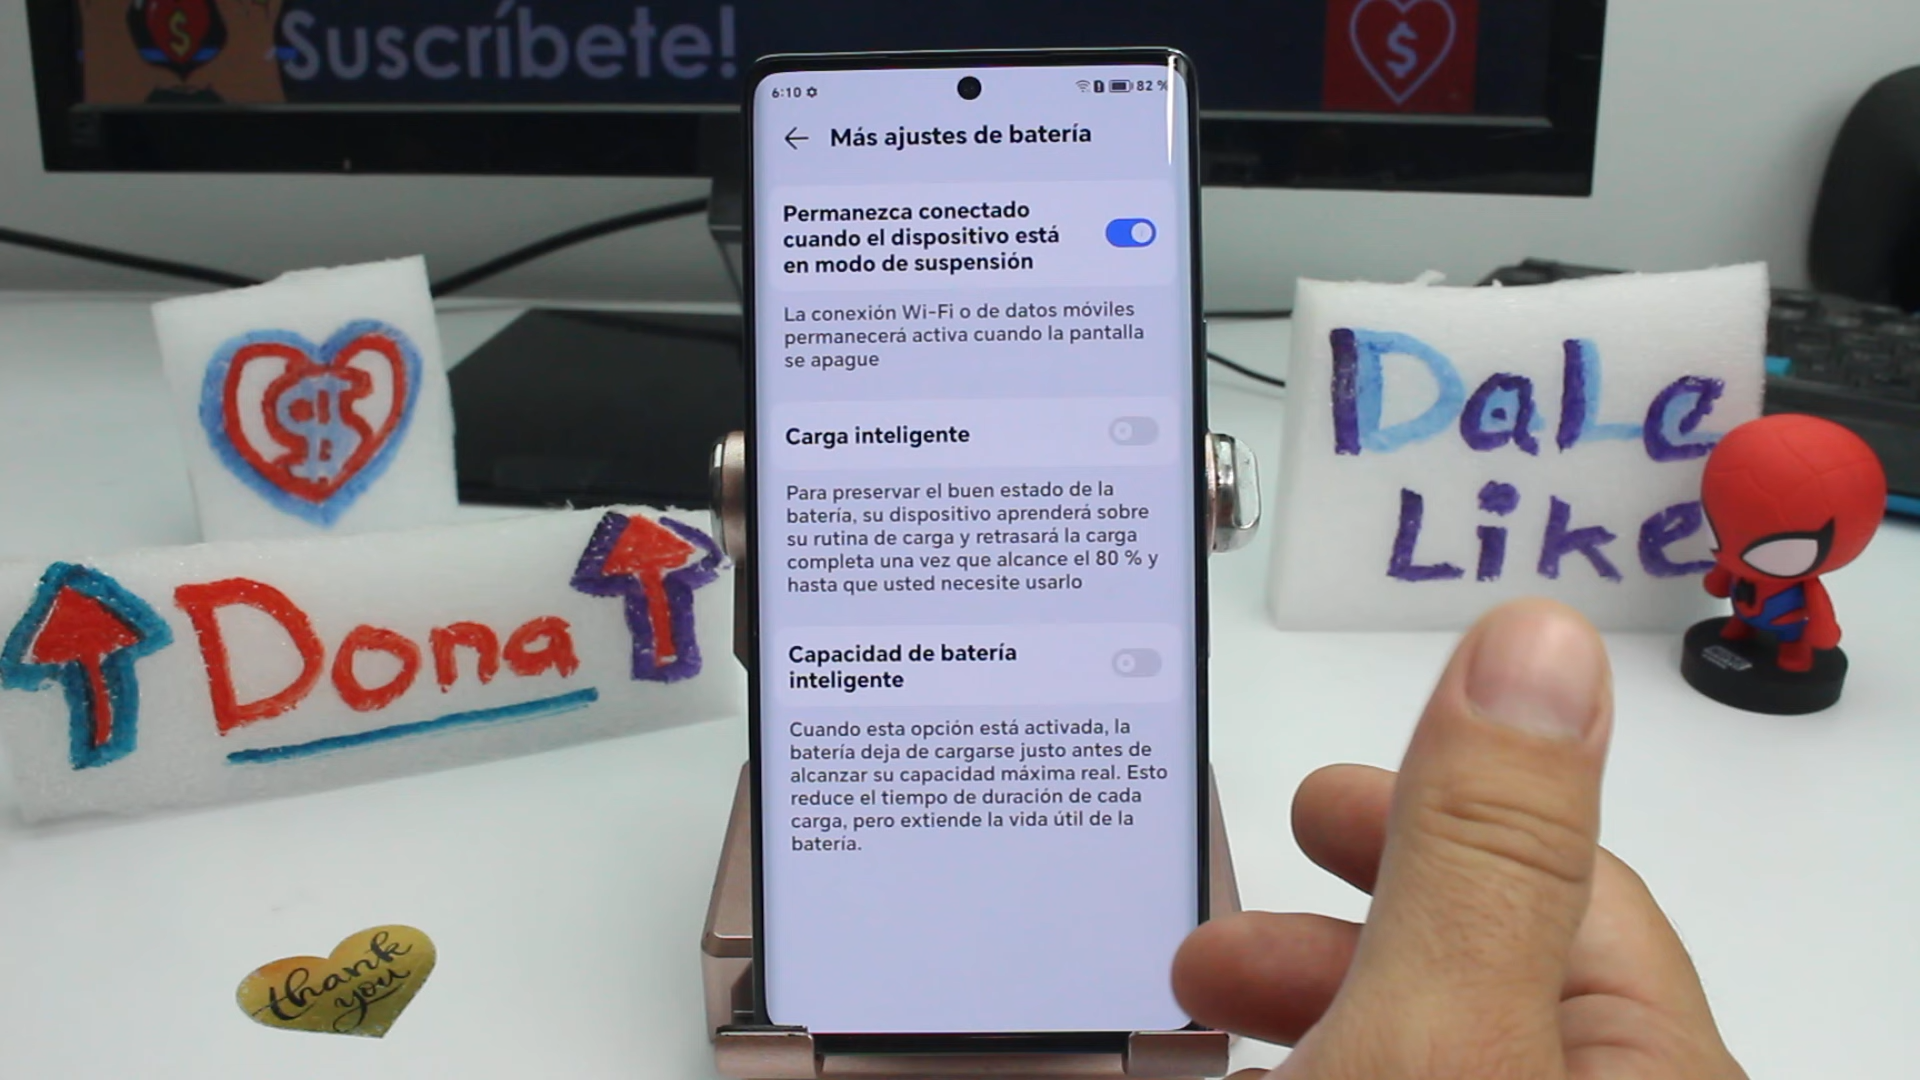 Suscríbete!
$
$
6:10
82 %
Más ajustes de batería
Permanezca conectado
cuando el dispositivo está
en modo de suspensión
La conexión Wi-Fi o de datos móviles
permanecerá activa cuando la pantalla
se apague
Carga inteligente
Para preservar el buen estado de la
batería, su dispositivo aprenderá sobre
su rutina de carga y retrasará la carga
completa una vez que alcance el 80 % y
hasta que usted necesite usarlo
Capacidad de batería
inteligente
Cuando esta opción está activada, la
batería deja de cargarse justo antes de
alcanzar su capacidad máxima real. Esto
reduce el tiempo de duración de cada
carga, pero extiende la vida útil de la
batería.
$
Dona
DaLe
Like
thank
you